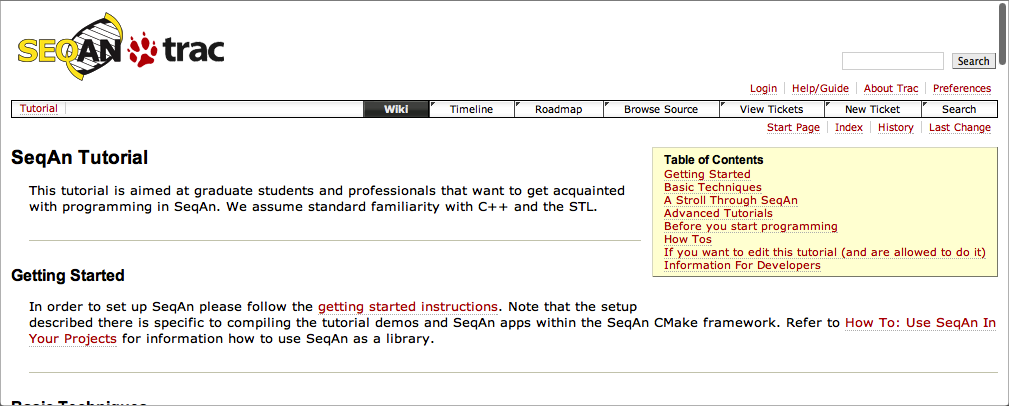 SEQAN trac
Search
Login Help/Guide About Trac Preferences
Tutorial Wiki Timeline Roadmap Browse Source View Tickets New Ticket Search
Start Page Index History Last Change
SeqAn Tutorial
This tutorial is aimed at graduate students and professionals that want to get acquainted
with programming in SeqAn. We assume standard familiarity with C++ and the STL.
Table of Contents
Getting Started
Basic Techniques
A Stroll Through SeqAn
Advanced Tutorials
Before you start programming
How Tos
If you want to edit this tutorial (and are allowed to do it)
Information For Developers
Getting Started
In order to set up SeqAn please follow the getting started instructions. Note that the setup
described there is specific to compiling the tutorial demos and SeqAn apps within the SeqAn CMake framework. Refer to How To: Use SeqAn In
Your Projects for information how to use SeqAn as a library.
Basic Techniques